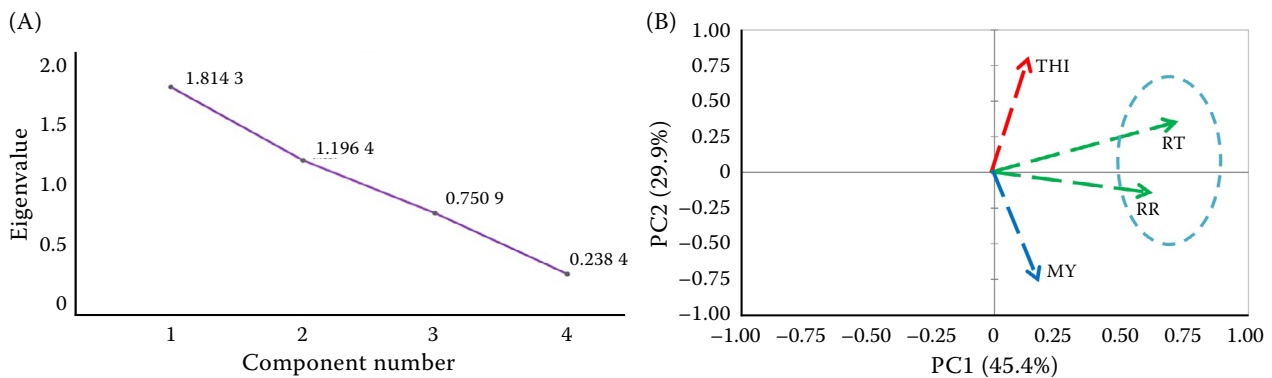 (A)
Eigenvalue
2.0
1.5
1.0
0.5
0
1.814 3
1.196 4
0.750 9
0.238 4
1 2 3 4
Component number
(B)
PC2 (29.9%)
1.00
0.75
0.50
0.25
0
−0.25
−0.50
−0.75
−1.00
THI
RT
RR
MY
−1.00 −0.75 −0.50 −0.25 0 0.25 0.50 0.75 1.00
PC1 (45.4%)